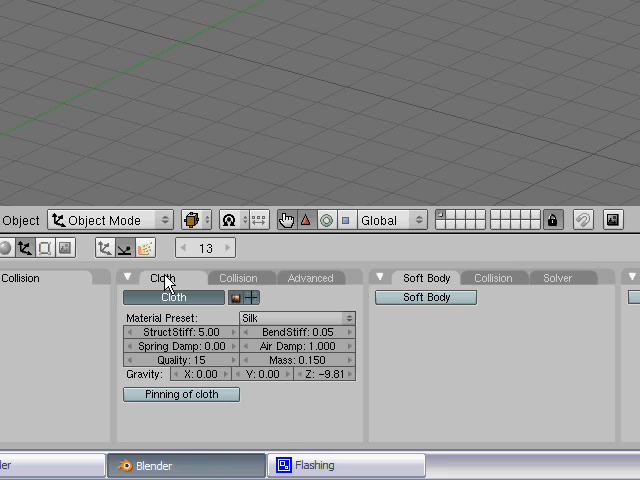 Object Object Mode Global
13
Collision Cloth Collision Advanced Soft Body Collision Solver
Cloth Soft Body
Material Preset: Silk
StructStiff: 5.00 BendStiff: 0.05
Spring Damp: 0.00 Air Damp: 1.000
Quality: 15 Mass: 0.150
Gravity: X: 0.00 Y: 0.00 Z: −9.81
Pinning of cloth
Blender Flashing